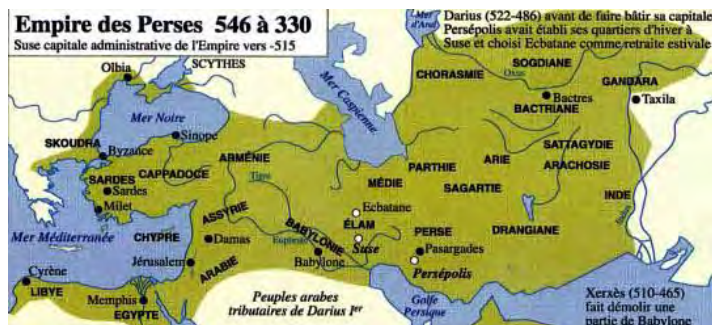 Empire des Perses 546 à 330
Suse capitale administrative de l'Empire vers -515
Mer
d'Aral
Darius (522-486) avant de faire bâtir sa capitale
Persépolis avait établi ses quartiers d'hiver à
Suse et choisi Ecbatane comme retraite estivale
Olbia
SCYTHES
Mer Caspienne
CHORASMIE
SOGDIANE
Oxus
GANDARA
Mer Noire
Bactres
Taxila
BACTRIANE
SKOUDRA
Sinope
Byzance
SATTAGYDIE
ARMÉNIE
PARTHIE
ARIE
ARACHOSIE
SARDES
CAPPADOCE
Tigre
MÉDIE
SAGARTIE
Sardes
INDE
Milet
ASSYRIE
Ecbatane
Indus
ÉLAM
PERSE
DRANGIANE
Mer Méditerranée
CHYPRE
Damas
Euphrate
BABYLONIE
Suse
Pasargades
Jérusalem
Babylone
Persépolis
Cyrène
ARABIE
LIBYE
Memphis
EGYPTE
Peuples arabes
tributaires de Darius Ier
Golfe
Persique
Xerxès (510-465)
fait démolir une
partie de Babylone